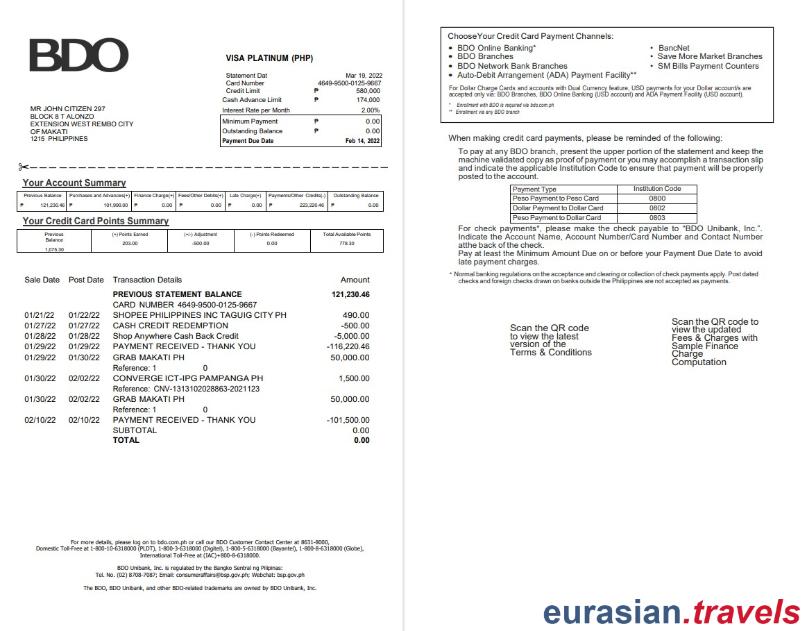 BDO
VISA PLATINUM (PHP)
Statement Dat Mar 19, 2022
Card Number 4649-9500-0125-9667
Credit Limit ₱ 580,000
Cash Advance Limit ₱ 174,000
Interest Rate per Month 2.00%
Minimum Payment ₱ 0.00
Outstanding Balance ₱ 0.00
Payment Due Date Feb 14, 2022
MR JOHN CITIZEN 297
BLOCK 8 T ALONZO
EXTENSION WEST REMBO CITY
OF MAKATI
1215 PHILIPPINES
Your Account Summary
Previous Balance Purchases and Advances(+) Finance Charge(+) Fees/Other Debits(+) Late Charge(+) Payments/Other Credits(-) Outstanding Balance
₱ 121,230.46 ₱ 101,990.00 ₱ 0.00 ₱ 0.00 ₱ 0.00 ₱ 223,220.46 ₱ 0.00
Your Credit Card Points Summary
Previous Balance (+) Points Earned (+/-) Adjustment (-) Points Redeemed Total Available Points
1,075.33 203.00 -500.00 0.00 778.33
Sale Date Post Date Transaction Details Amount
PREVIOUS STATEMENT BALANCE 121,230.46
CARD NUMBER 4649-9500-0125-9667
01/21/22 01/22/22 SHOPEE PHILIPPINES INC TAGUIG CITY PH 490.00
01/27/22 01/27/22 CASH CREDIT REDEMPTION -500.00
01/28/22 01/28/22 Shop Anywhere Cash Back Credit -5,000.00
01/29/22 01/29/22 PAYMENT RECEIVED - THANK YOU -116,220.46
01/29/22 01/30/22 GRAB MAKATI PH 50,000.00
Reference: 1 0
01/30/22 02/02/22 CONVERGE ICT-IPG PAMPANGA PH 1,500.00
Reference: CNV-1313102028863-2021123
01/30/22 02/02/22 GRAB MAKATI PH 50,000.00
Reference: 1 0
02/10/22 02/10/22 PAYMENT RECEIVED - THANK YOU -101,500.00
SUBTOTAL 0.00
TOTAL 0.00
For more details, please log on to bdo.com.ph or call our BDO Customer Contact Center at 8631-8000,
Domestic Toll-Free at 1-800-10-6318000 (PLDT), 1-800-3-6318000 (Digitel), 1-800-5-6318000 (Bayantel), 1-800-8-6318000 (Globe),
International Toll-Free at (IAC)+800-8-6318000.
BDO Unibank, Inc. is regulated by the Bangko Sentral ng Pilipinas:
Tel. No. (02) 8708-7087; Email: consumeraffairs@bsp.gov.ph; Webchat: bsp.gov.ph
The BDO, BDO Unibank, and other BDO-related trademarks are owned by BDO Unibank, Inc.
ChooseYour Credit Card Payment Channels:
• BDO Online Banking*
• BDO Branches
• BDO Network Bank Branches
• Auto-Debit Arrangement (ADA) Payment Facility**
• BancNet
• Save More Market Branches
• SM Bills Payment Counters
For Dollar Charge Cards and accounts with Dual Currency feature, USD payments for your Dollar account/s are
accepted only via: BDO Branches, BDO Online Banking (USD account) and ADA Payment Facility (USD account).
* Enrollment with BDO is required via bdo.com.ph
** Enrollment via any BDO branch
When making credit card payments, please be reminded of the following:
To pay at any BDO branch, present the upper portion of the statement and keep the
machine validated copy as proof of payment or you may accomplish a transaction slip
and indicate the applicable Institution Code to ensure that payment will be properly
posted to the account.
Payment Type Institution Code
Peso Payment to Peso Card 0800
Dollar Payment to Dollar Card 0802
Peso Payment to Dollar Card 0803
For check payments*, please make the check payable to "BDO Unibank, Inc.".
Indicate the Account Name, Account Number/Card Number and Contact Number
atthe back of the check.
Pay at least the Minimum Amount Due on or before your Payment Due Date to avoid
late payment charges.
* Normal banking regulations on the acceptance and clearing or collection of check payments apply. Post dated
checks and foreign checks drawn on banks outside the Philippines are not accepted as payments.
Scan the QR code
to view the latest
version of the
Terms & Conditions
Scan the QR code to
view the updated
Fees & Charges with
Sample Finance
Charge
Computation
eurasian.travels